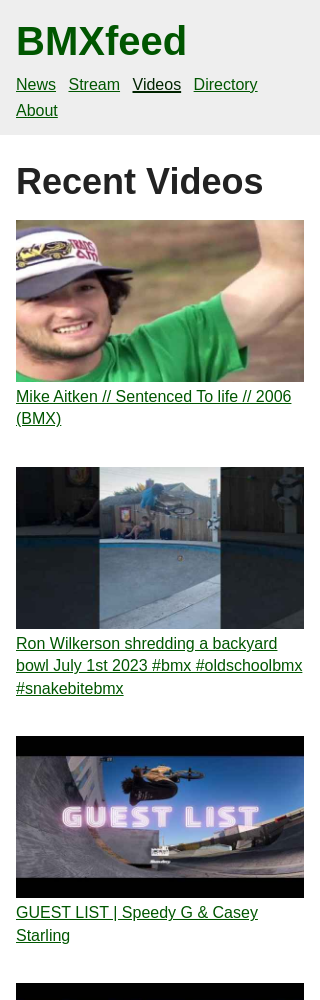 BMXfeed
News Stream Videos Directory
About
Recent Videos
Mike Aitken // Sentenced To life // 2006
(BMX)
Ron Wilkerson shredding a backyard
bowl July 1st 2023 #bmx #oldschoolbmx
#snakebitebmx
GUEST LIST
GUEST LIST | Speedy G & Casey
Starling